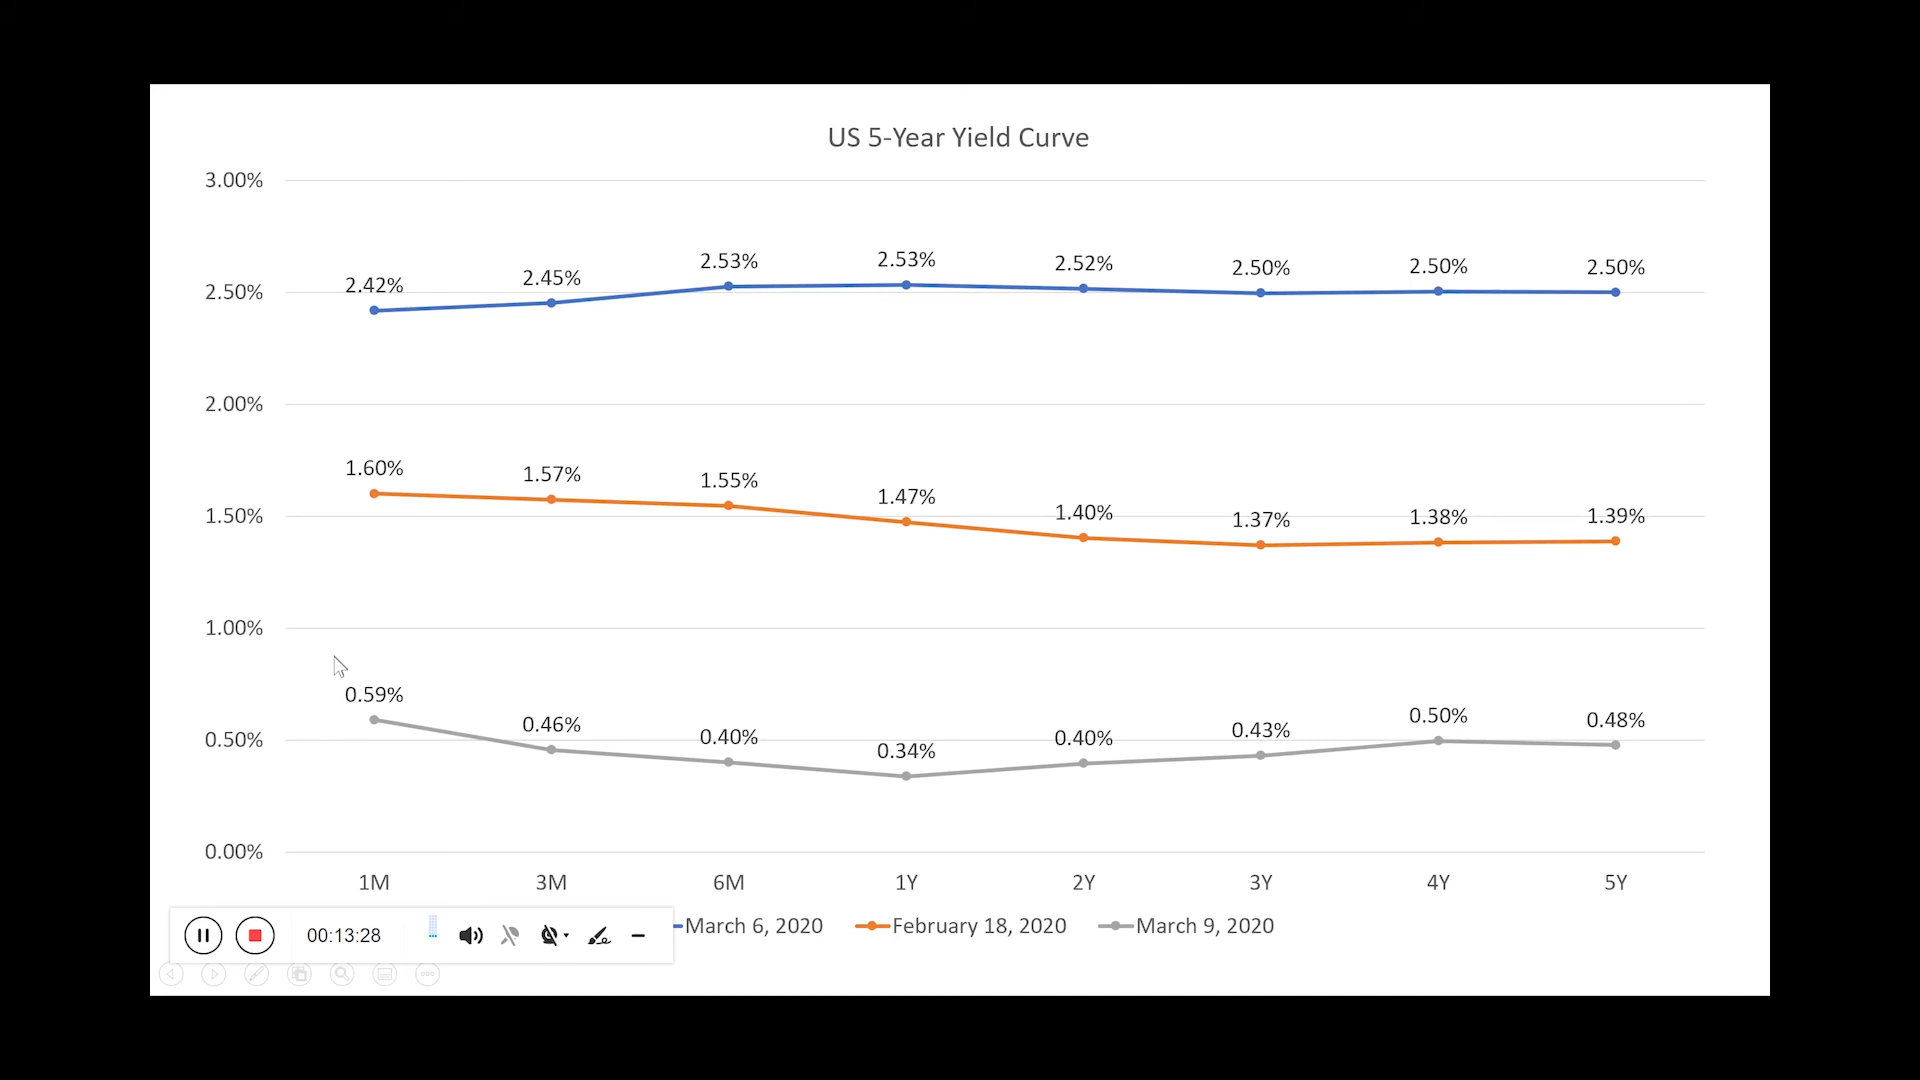 US 5-Year Yield Curve
3.00%
2.50%
2.00%
1.50%
1.00%
0.50%
0.00%
2.42% 2.45% 2.53% 2.53% 2.52% 2.50% 2.50% 2.50%
1.60% 1.57% 1.55% 1.47% 1.40% 1.37% 1.38% 1.39%
0.59% 0.46% 0.40% 0.34% 0.40% 0.43% 0.50% 0.48%
1M 3M 6M 1Y 2Y 3Y 4Y 5Y
March 6, 2020 February 18, 2020 March 9, 2020
00:13:28